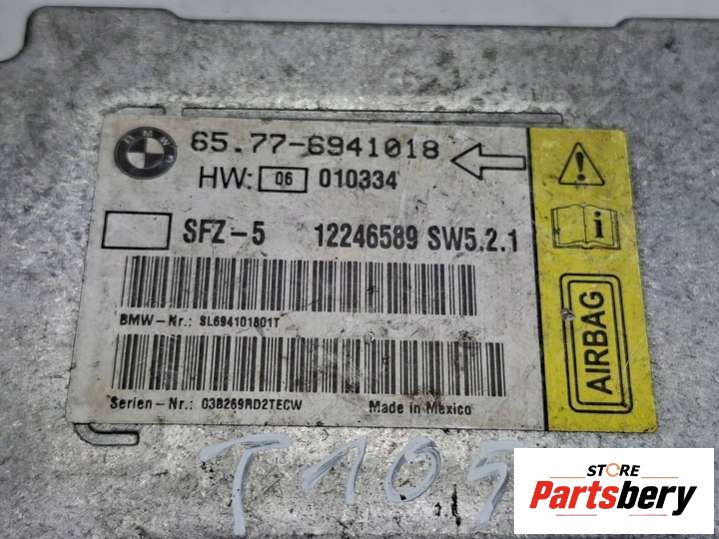 BMW
65.77-6941018
HW: 06 010334
SFZ-5 12246589 SW5.2.1
BMW-Nr.: SL694101801T
Serien-Nr.: 038269RD2TECW
Made in Mexico
i
AIRBAG
T105
STORE
Partsbery